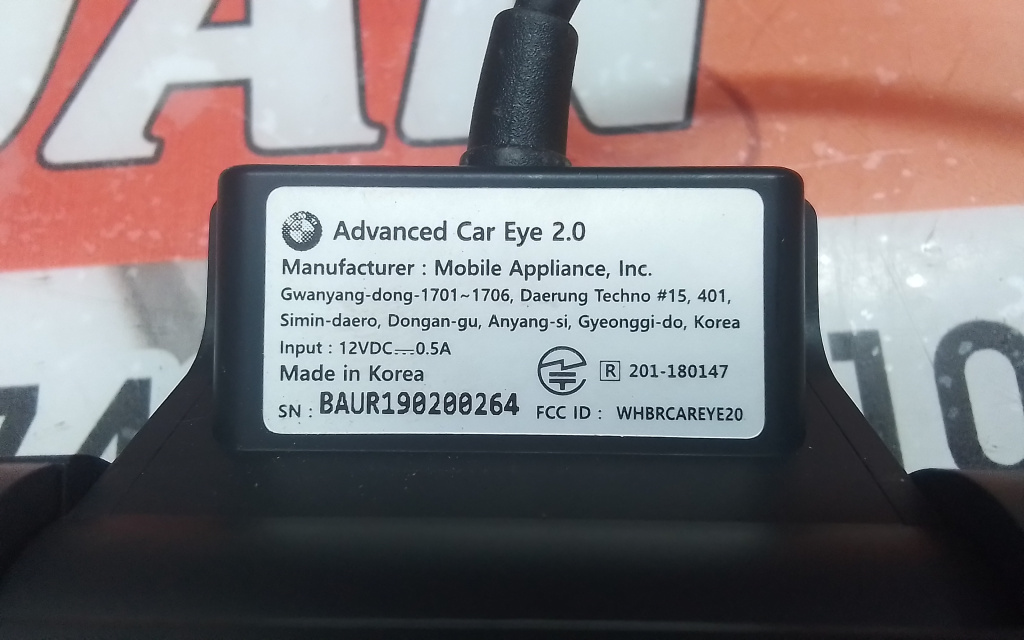 Advanced Car Eye 2.0
Manufacturer : Mobile Appliance, Inc.
Gwanyang-dong-1701~1706, Daerung Techno #15, 401,
Simin-daero, Dongan-gu, Anyang-si, Gyeonggi-do, Korea
Input : 12VDC⎓0.5A
Made in Korea
R 201-180147
SN : BAUR190200264 FCC ID : WHBRCAREYE20